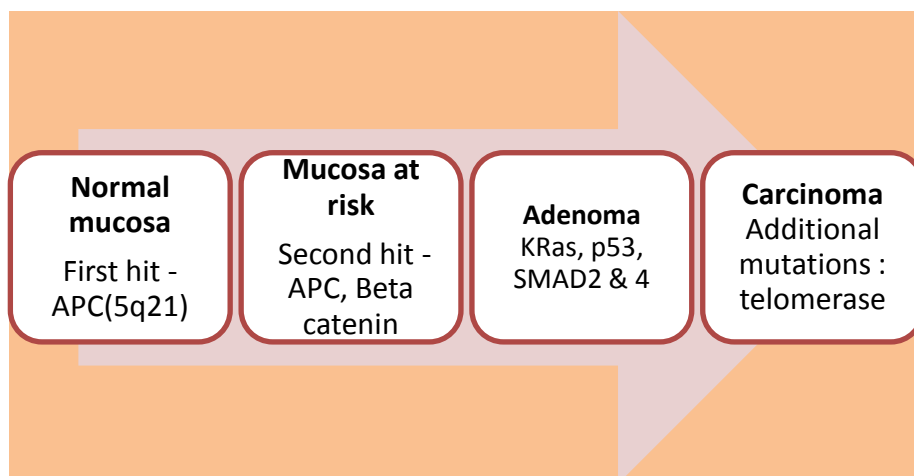 Normal
mucosa
First hit -
APC(5q21)
Mucosa at
risk
Second hit -
APC, Beta
catenin
Adenoma
KRas, p53,
SMAD2 & 4
Carcinoma
Additional
mutations :
telomerase